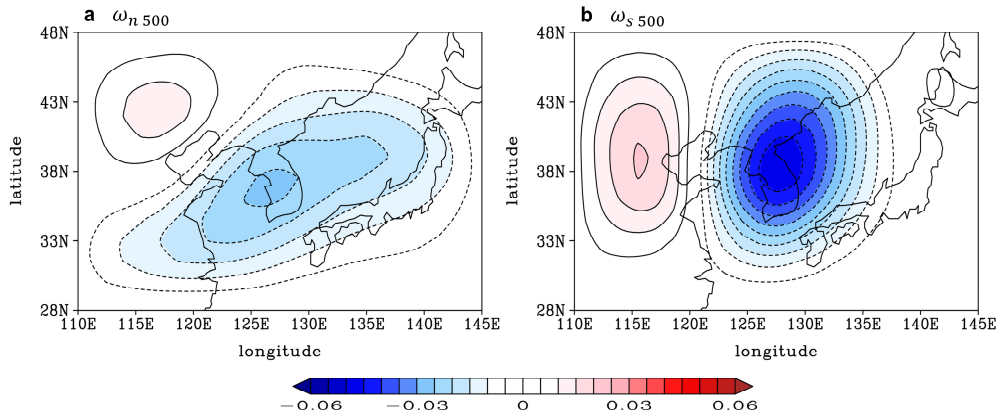 a ω_n 500
b ω_s 500
48N
43N
38N
33N
28N
latitude
110E 115E 120E 125E 130E 135E 140E 145E
longitude
48N
43N
38N
33N
28N
latitude
110E 115E 120E 125E 130E 135E 140E 145E
longitude
−0.06 −0.03 0 0.03 0.06